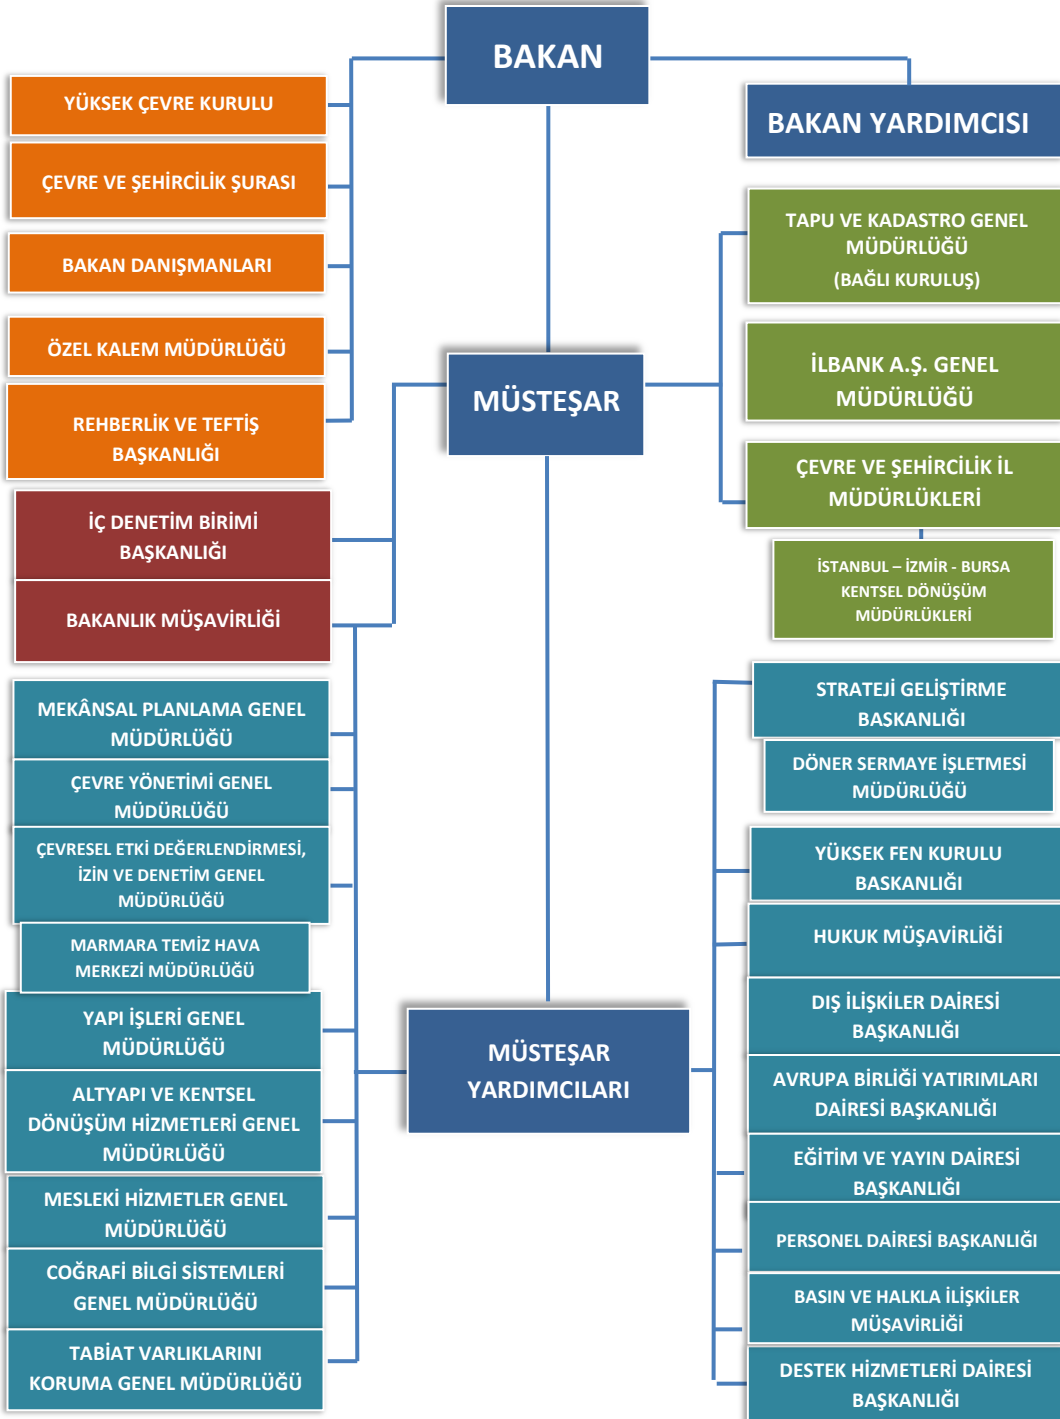 BAKAN
BAKAN YARDIMCISI
YÜKSEK ÇEVRE KURULU
ÇEVRE VE ŞEHİRCİLİK ŞURASI
BAKAN DANIŞMANLARI
ÖZEL KALEM MÜDÜRLÜĞÜ
REHBERLİK VE TEFTİŞ
BAŞKANLIĞI
TAPU VE KADASTRO GENEL
MÜDÜRLÜĞÜ
(BAĞLI KURULUŞ)
İLBANK A.Ş. GENEL
MÜDÜRLÜĞÜ
ÇEVRE VE ŞEHİRCİLİK İL
MÜDÜRLÜKLERİ
İSTANBUL – İZMİR - BURSA
KENTSEL DÖNÜŞÜM
MÜDÜRLÜKLERİ
MÜSTEŞAR
İÇ DENETİM BİRİMİ
BAŞKANLIĞI
BAKANLIK MÜŞAVİRLİĞİ
MEKÂNSAL PLANLAMA GENEL
MÜDÜRLÜĞÜ
ÇEVRE YÖNETİMİ GENEL
MÜDÜRLÜĞÜ
ÇEVRESEL ETKİ DEĞERLENDİRMESİ,
İZİN VE DENETİM GENEL
MÜDÜRLÜĞÜ
MARMARA TEMİZ HAVA
MERKEZİ MÜDÜRLÜĞÜ
YAPI İŞLERİ GENEL
MÜDÜRLÜĞÜ
ALTYAPI VE KENTSEL
DÖNÜŞÜM HİZMETLERİ GENEL
MÜDÜRLÜĞÜ
MESLEKİ HİZMETLER GENEL
MÜDÜRLÜĞÜ
COĞRAFİ BİLGİ SİSTEMLERİ
GENEL MÜDÜRLÜĞÜ
TABİAT VARLIKLARINI
KORUMA GENEL MÜDÜRLÜĞÜ
MÜSTEŞAR
YARDIMCILARI
STRATEJİ GELİŞTİRME
BAŞKANLIĞI
DÖNER SERMAYE İŞLETMESİ
MÜDÜRLÜĞÜ
YÜKSEK FEN KURULU
BASKANLIĞI
HUKUK MÜŞAVİRLİĞİ
DIŞ İLİŞKİLER DAİRESİ
BAŞKANLIĞI
AVRUPA BİRLİĞİ YATIRIMLARI
DAİRESİ BAŞKANLIĞI
EĞİTİM VE YAYIN DAİRESİ
BAŞKANLIĞI
PERSONEL DAİRESİ BAŞKANLIĞI
BASIN VE HALKLA İLİŞKİLER
MÜŞAVİRLİĞİ
DESTEK HİZMETLERİ DAİRESİ
BAŞKANLIĞI